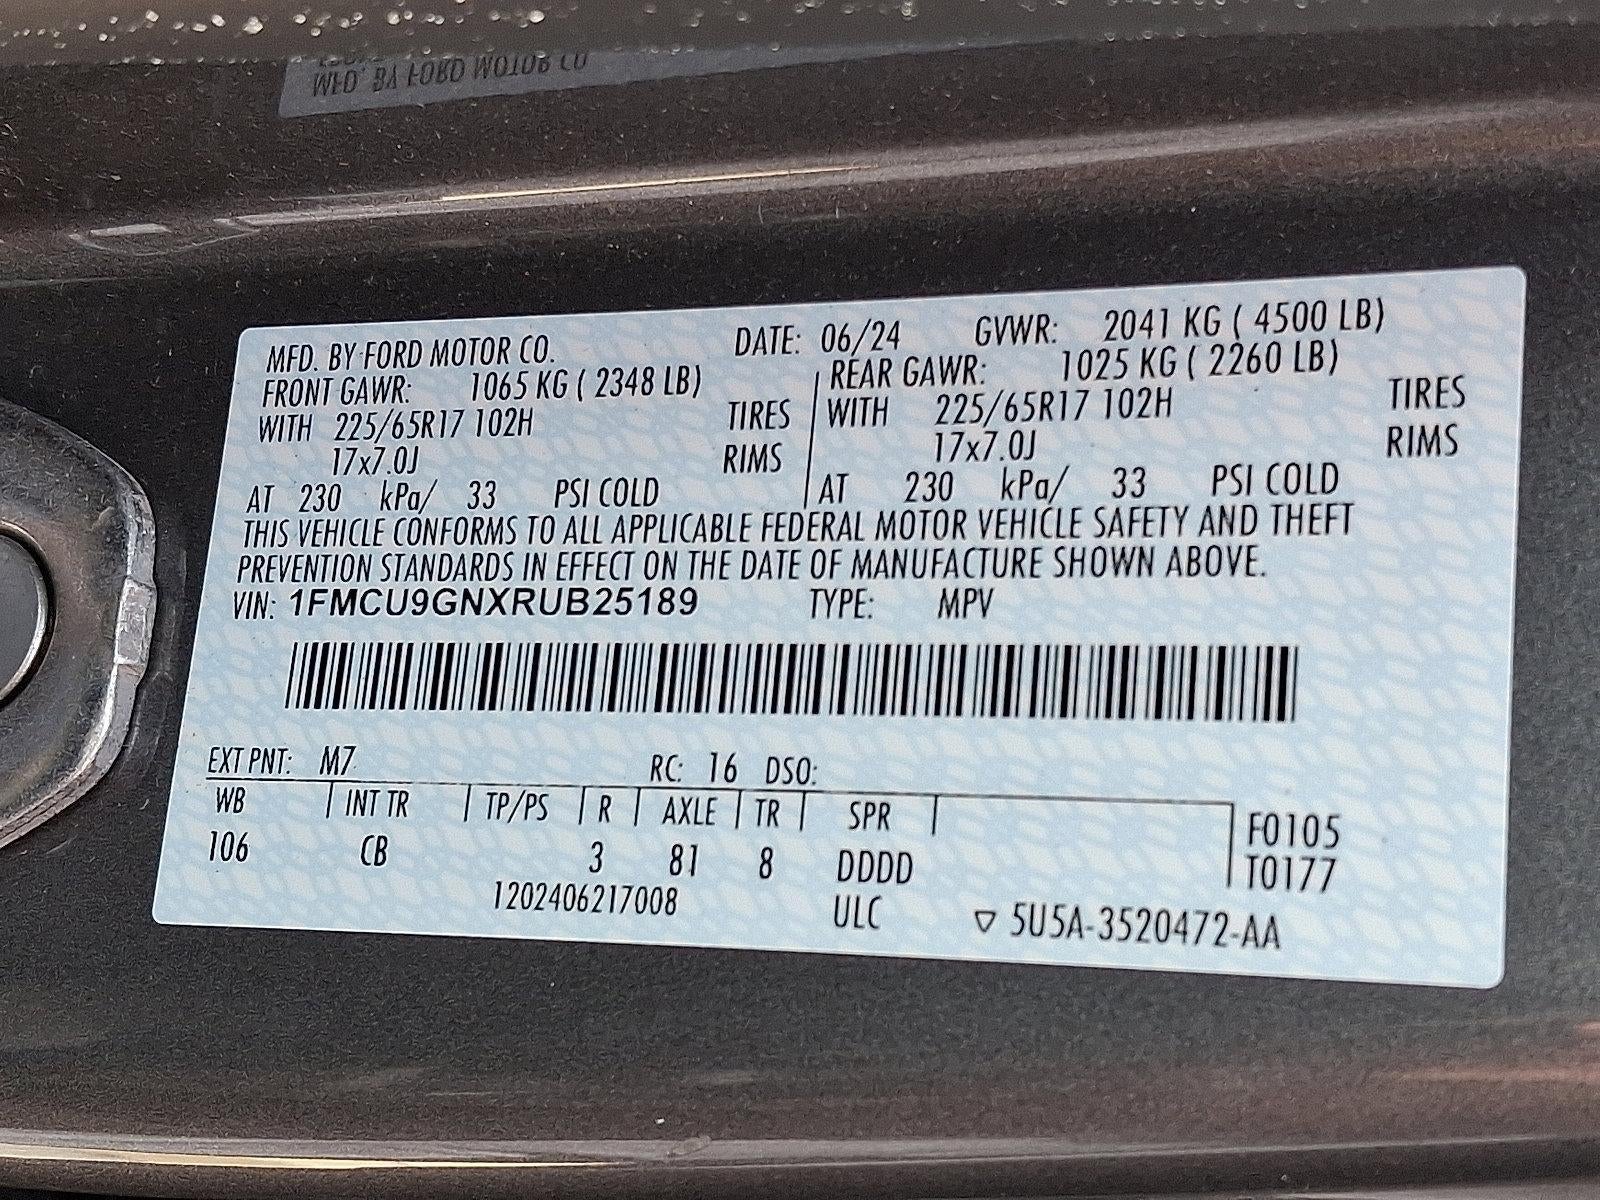 MFD. BY FORD MOTOR CO
MFD. BY FORD MOTOR CO. DATE: 06/24 GVWR: 2041 KG ( 4500 LB)
FRONT GAWR: 1065 KG ( 2348 LB) REAR GAWR: 1025 KG ( 2260 LB)
WITH 225/65R17 102H TIRES WITH 225/65R17 102H TIRES
17x7.0J RIMS 17x7.0J RIMS
AT 230 kPa/ 33 PSI COLD AT 230 kPa/ 33 PSI COLD
THIS VEHICLE CONFORMS TO ALL APPLICABLE FEDERAL MOTOR VEHICLE SAFETY AND THEFT
PREVENTION STANDARDS IN EFFECT ON THE DATE OF MANUFACTURE SHOWN ABOVE.
VIN: 1FMCU9GNXRUB25189 TYPE: MPV
EXT PNT: M7 RC: 16 DSO:
WB INT TR TP/PS R AXLE TR SPR F0105
106 CB 3 81 8 DDDD T0177
1202406217008 ULC ▽ 5U5A-3520472-AA